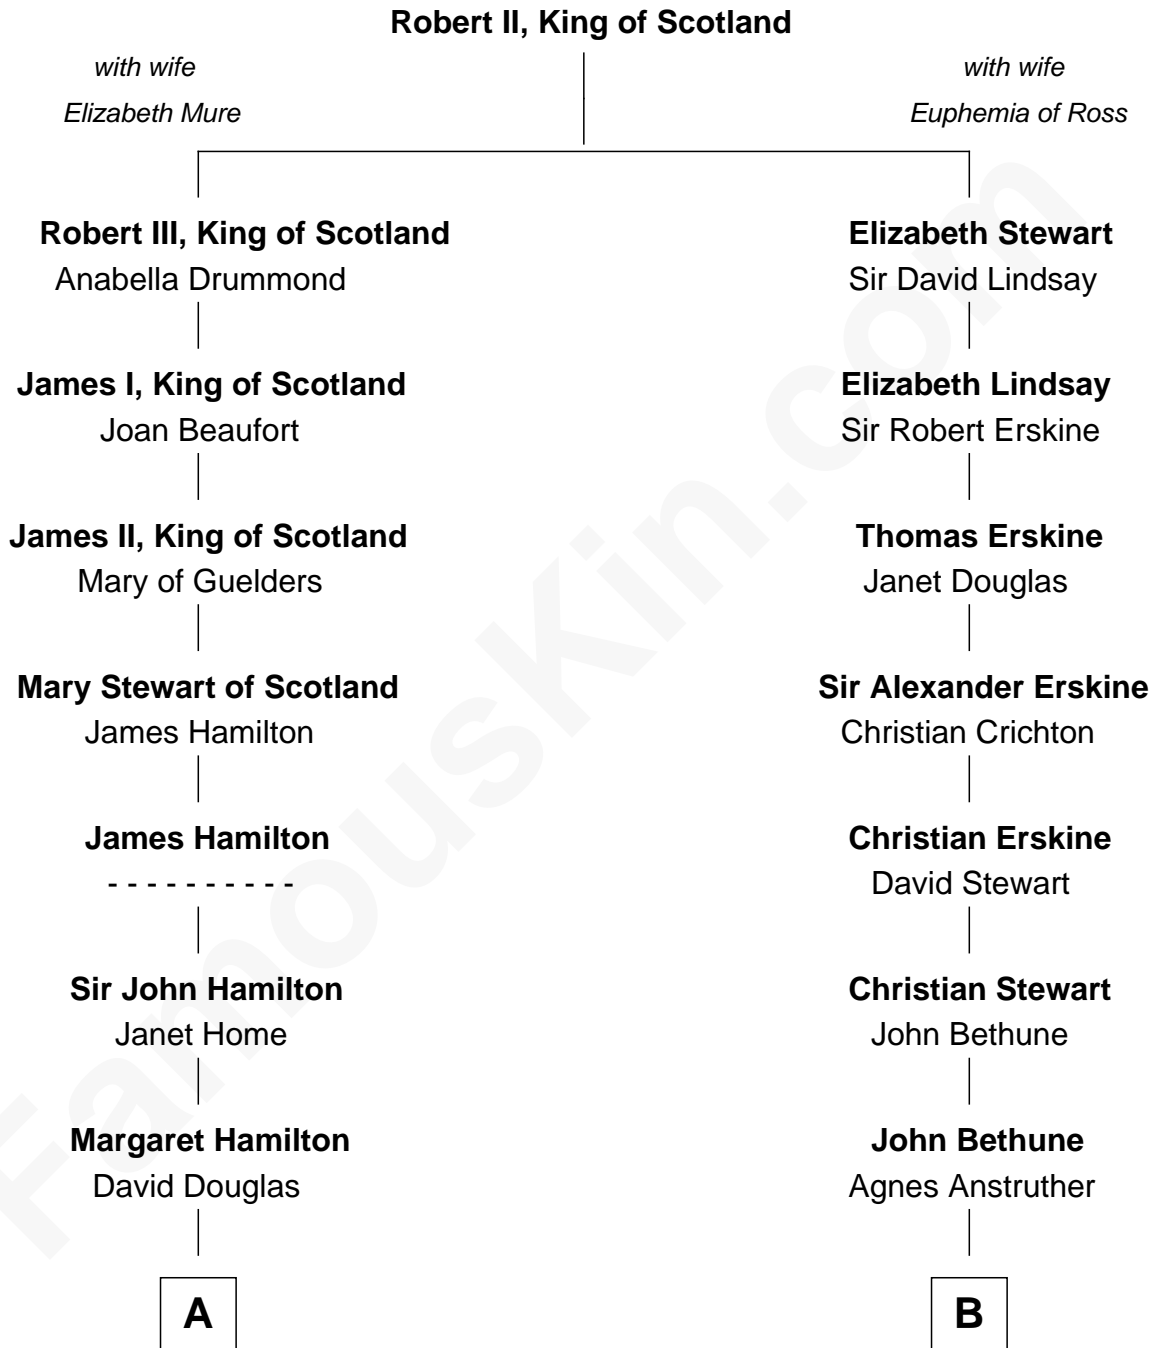 Robert II, King of Scotland
with wife
Elizabeth Mure
with wife
Euphemia of Ross
Robert III, King of Scotland
Anabella Drummond
Elizabeth Stewart
Sir David Lindsay
James I, King of Scotland
Joan Beaufort
Elizabeth Lindsay
Sir Robert Erskine
James II, King of Scotland
Mary of Guelders
Thomas Erskine
Janet Douglas
Mary Stewart of Scotland
James Hamilton
Sir Alexander Erskine
Christian Crichton
James Hamilton
- - - - - - - - - -
Christian Erskine
David Stewart
Sir John Hamilton
Janet Home
Christian Stewart
John Bethune
Margaret Hamilton
David Douglas
John Bethune
Agnes Anstruther
A
B
FamousKin.com